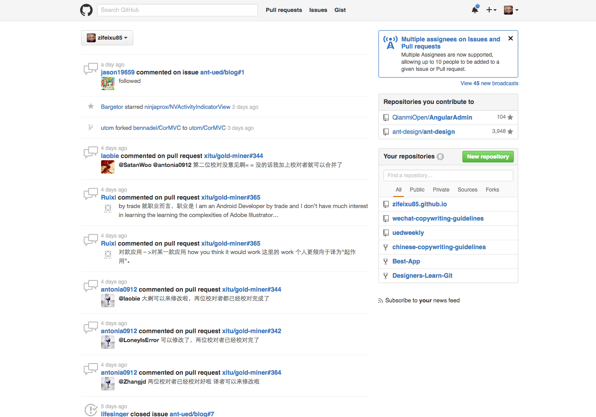 Search GitHub
Pull requests Issues Gist
zifeixu85
a day ago
jason19659 commented on issue ant-ued/blog#1
followed
Bargetor starred ninjaprox/NVActivityIndicatorView 3 days ago
utom forked bennadel/CorMVC to utom/CorMVC 3 days ago
4 days ago
laobie commented on pull request xitu/gold-miner#344
@SatanWoo @antonia0912 第二位校对没意见啊= = 没的话我加上校对者就可以合并了
4 days ago
Ruixi commented on pull request xitu/gold-miner#365
by trade 就职业而言,职业是 I am an Android Developer by trade and I don't have much interest
in learning the learning the complexities of Adobe Illustrator...
4 days ago
Ruixi commented on pull request xitu/gold-miner#365
对款应用 – >对某一款应用 how you think it would work 这里的 work 个人更倾向于译为“起作
用”。
4 days ago
antonia0912 commented on pull request xitu/gold-miner#344
@laobie 大喇可以来修改啦，两位校对者都已经校对完成了
4 days ago
antonia0912 commented on pull request xitu/gold-miner#342
@LoneyIsError 可以修改了，两位校对者已经校对完了
4 days ago
antonia0912 commented on pull request xitu/gold-miner#364
@Zhangjd 两位校对者已经校对好啦 译者可以来修改啦
5 days ago
lifesinger closed issue ant-ued/blog#7
Multiple assignees on Issues and
Pull requests
Multiple Assignees are now supported,
allowing up to 10 people to be added to a
given Issue or Pull request.
View 45 new broadcasts
Repositories you contribute to
QianmiOpen/AngularAdmin 104
ant-design/ant-design 3,948
Your repositories 6
New repository
Find a repository…
All Public Private Sources Forks
zifeixu85.github.io
wechat-copywriting-guidelines
uedweekly
chinese-copywriting-guidelines
Best-App
Designers-Learn-Git
Subscribe to your news feed